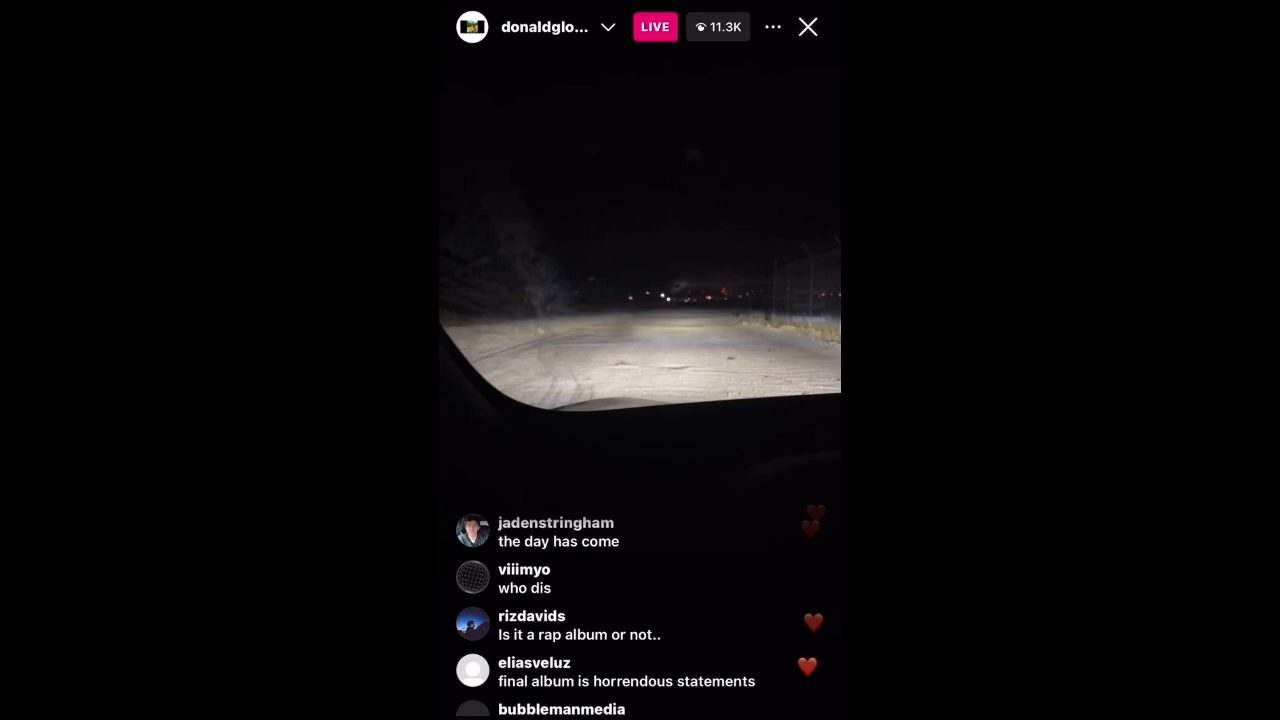 donaldglo...
LIVE
11.3K
jadenstringham
the day has come
viiimyo
who dis
rizdavids
Is it a rap album or not..
eliasveluz
final album is horrendous statements
bubblemanmedia